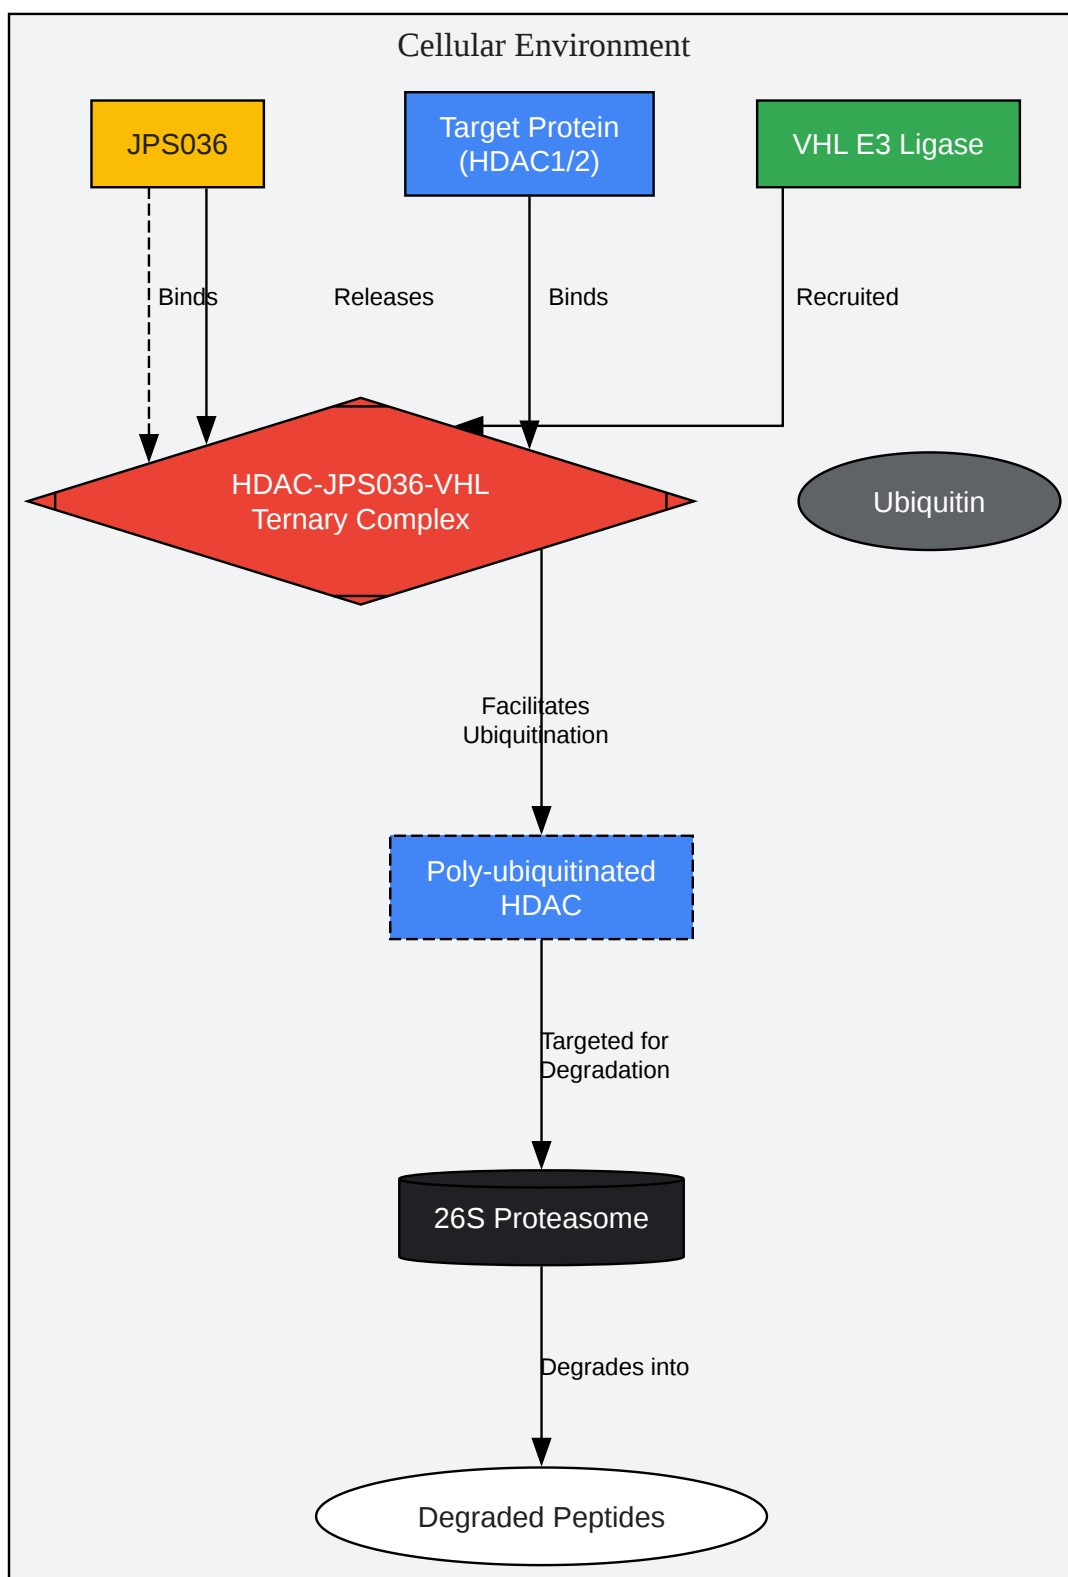 Cellular Environment
JPS036
Target Protein
(HDAC1/2)
VHL E3 Ligase
Binds
Releases
Binds
Recruited
HDAC-JPS036-VHL
Ternary Complex
Ubiquitin
Facilitates
Ubiquitination
Poly-ubiquitinated
HDAC
Targeted for
Degradation
26S Proteasome
Degrades into
Degraded Peptides